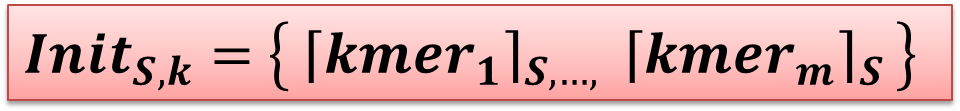 Init_{S,k} = { ⌈kmer_1⌉_{S,…,} ⌈kmer_m⌉_S }